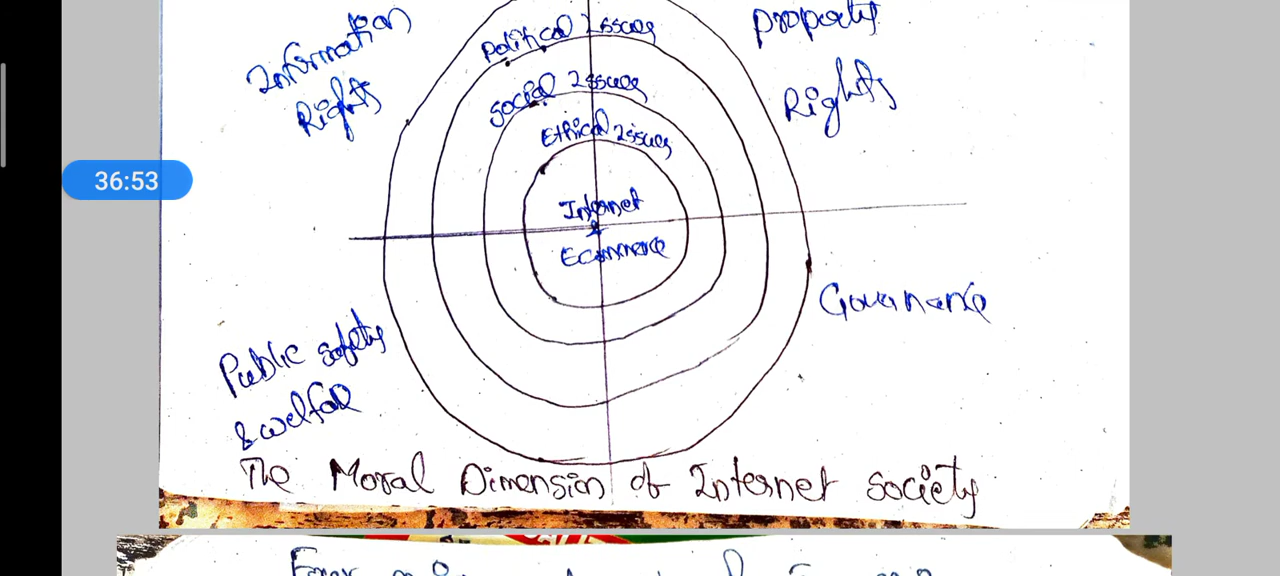 Information
Rights
Property
Rights
Political Issues
Social Issues
Ethical Issues
Internet
&
Ecommerce
36:53
Governance
Public safety
& welfare
The Moral Dimension of Internet society